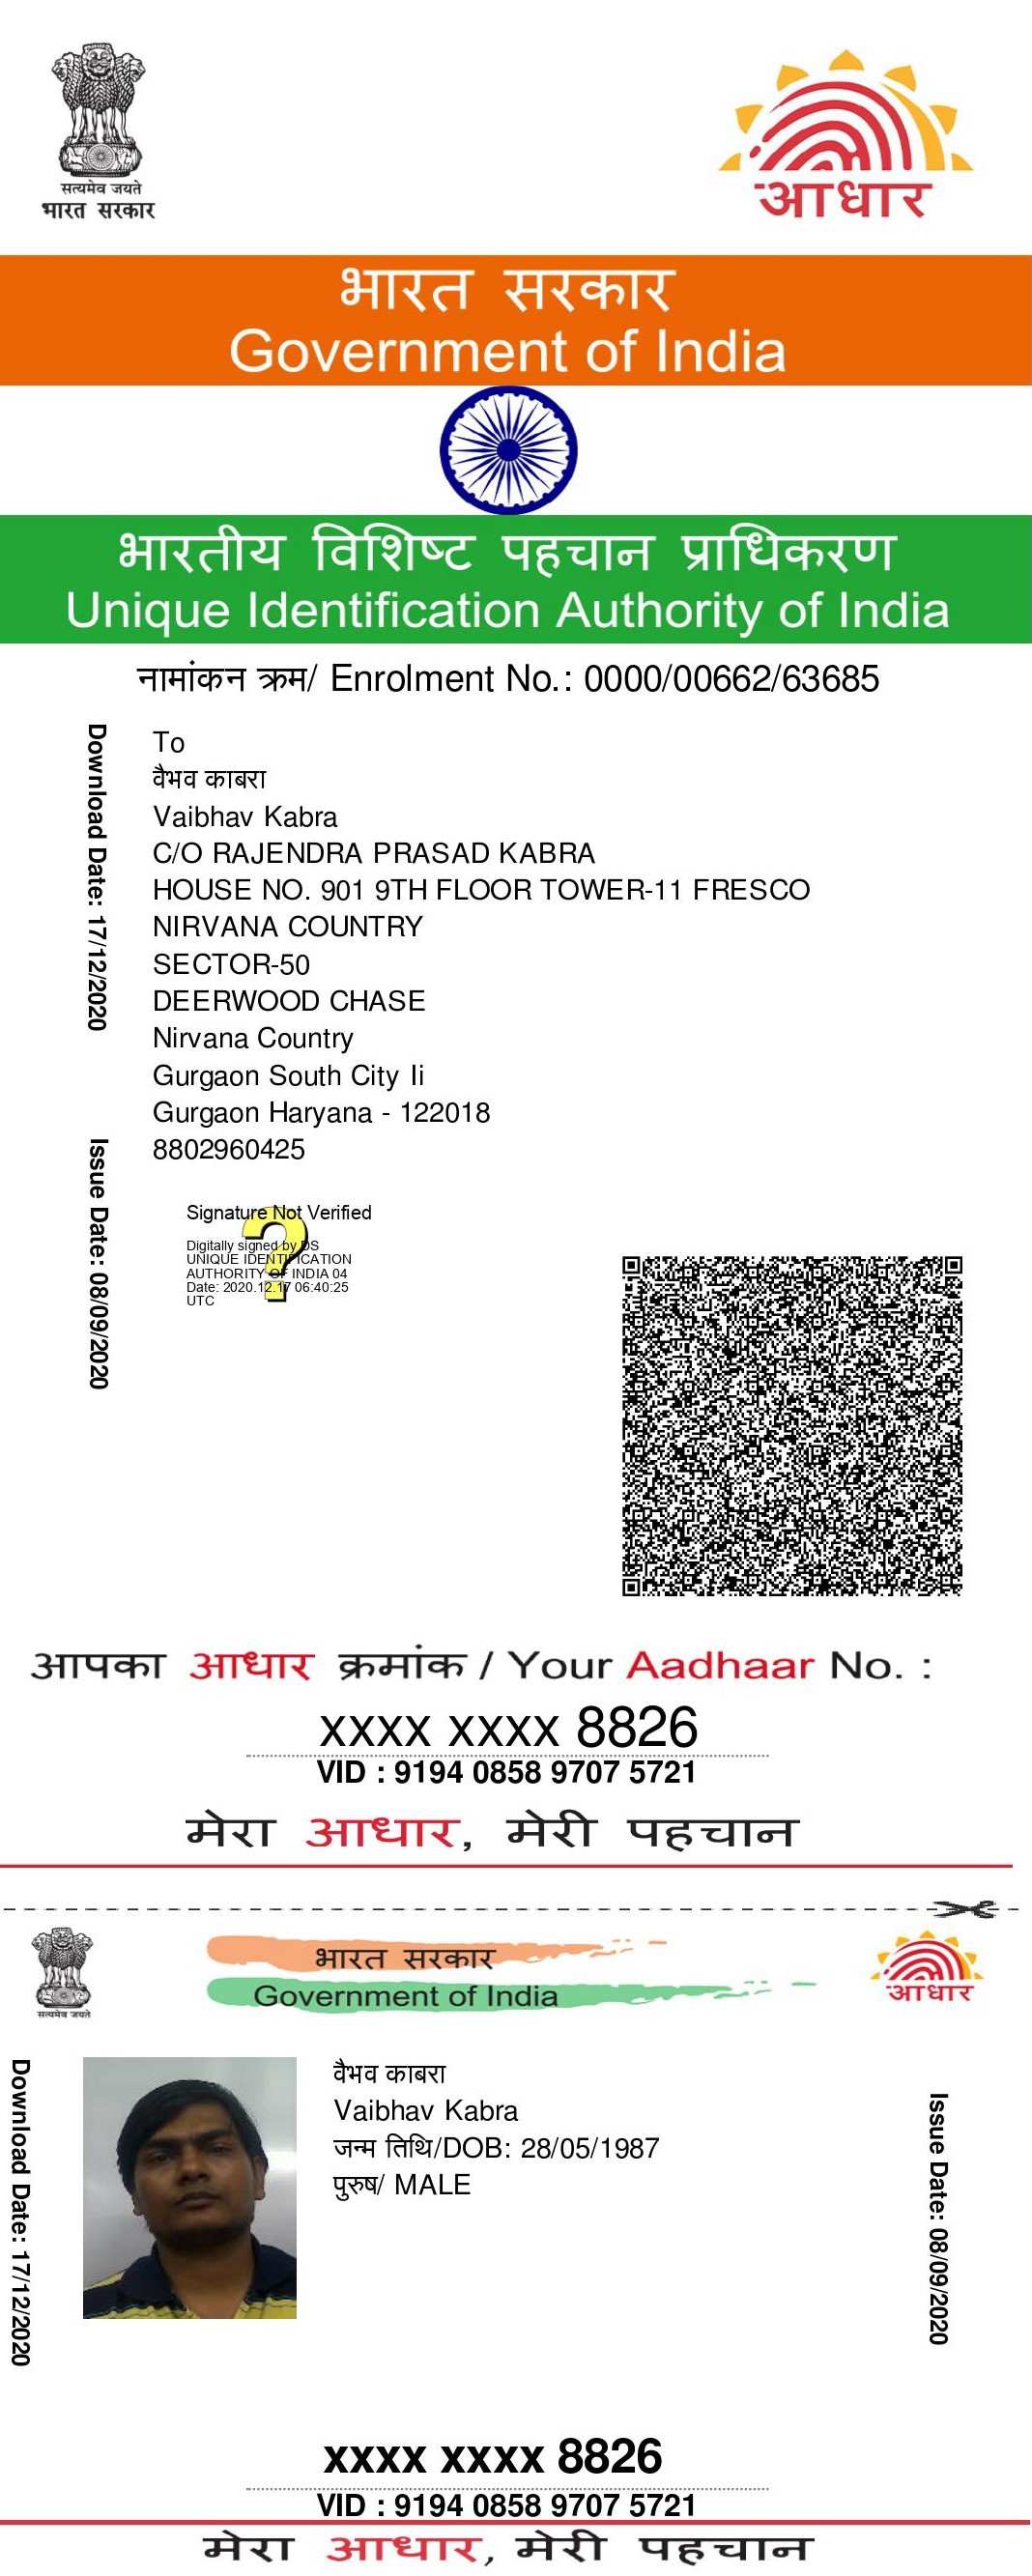 सत्यमेव जयते
भारत सरकार
आधार
भारत सरकार
Government of India
भारतीय विशिष्ट पहचान प्राधिकरण
Unique Identification Authority of India
नामांकन क्रम/ Enrolment No.: 0000/00662/63685
Download Date: 17/12/2020
Issue Date: 08/09/2020
To
वैभव काबरा
Vaibhav Kabra
C/O RAJENDRA PRASAD KABRA
HOUSE NO. 901 9TH FLOOR TOWER-11 FRESCO
NIRVANA COUNTRY
SECTOR-50
DEERWOOD CHASE
Nirvana Country
Gurgaon South City Ii
Gurgaon Haryana - 122018
8802960425
Signature Not Verified
Digitally signed by DS
UNIQUE IDENTIFICATION
AUTHORITY OF INDIA 04
Date: 2020.12.17 06:40:25
UTC
आपका आधार क्रमांक / Your Aadhaar No. :
xxxx xxxx 8826
VID : 9194 0858 9707 5721
मेरा आधार, मेरी पहचान
सत्यमेव जयते
भारत सरकार
Government of India
आधार
Download Date: 17/12/2020
वैभव काबरा
Vaibhav Kabra
जन्म तिथि/DOB: 28/05/1987
पुरुष/ MALE
Issue Date: 08/09/2020
xxxx xxxx 8826
VID : 9194 0858 9707 5721
मेरा आधार, मेरी पहचान